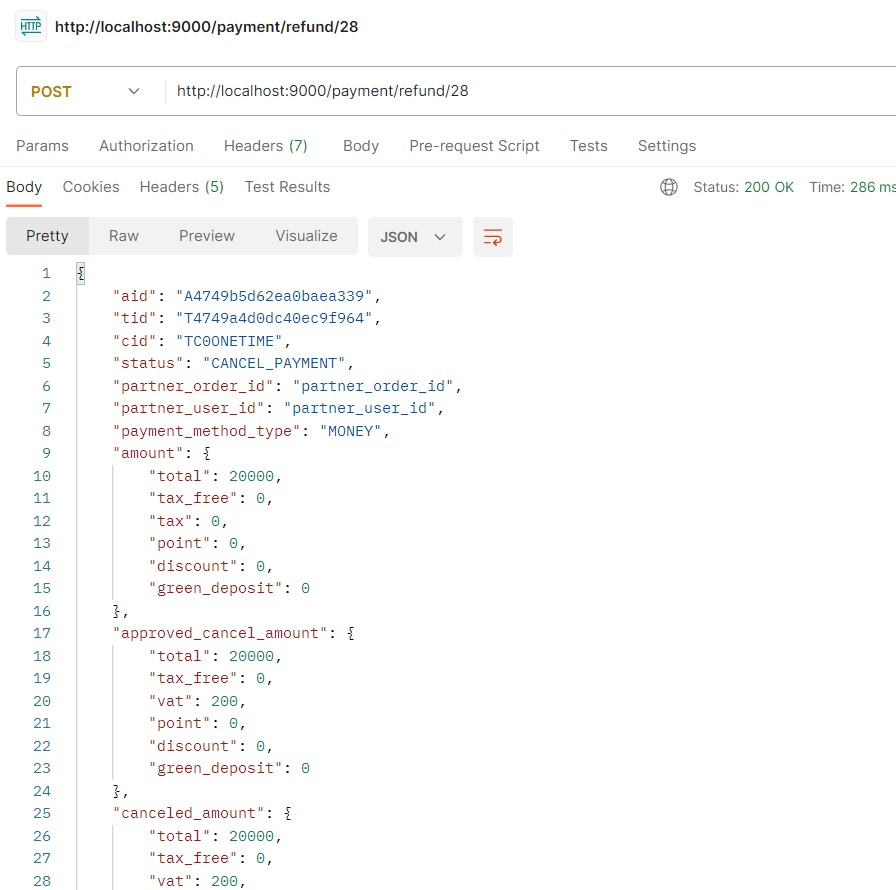 HTTP http://localhost:9000/payment/refund/28
POST http://localhost:9000/payment/refund/28
Params Authorization Headers (7) Body Pre-request Script Tests Settings
Body Cookies Headers (5) Test Results Status: 200 OK Time: 286 ms
Pretty Raw Preview Visualize JSON
1 {
2 "aid": "A4749b5d62ea0baea339",
3 "tid": "T4749a4d0dc40ec9f964",
4 "cid": "TC0ONETIME",
5 "status": "CANCEL_PAYMENT",
6 "partner_order_id": "partner_order_id",
7 "partner_user_id": "partner_user_id",
8 "payment_method_type": "MONEY",
9 "amount": {
10 "total": 20000,
11 "tax_free": 0,
12 "tax": 0,
13 "point": 0,
14 "discount": 0,
15 "green_deposit": 0
16 },
17 "approved_cancel_amount": {
18 "total": 20000,
19 "tax_free": 0,
20 "vat": 200,
21 "point": 0,
22 "discount": 0,
23 "green_deposit": 0
24 },
25 "canceled_amount": {
26 "total": 20000,
27 "tax_free": 0,
28 "vat": 200,